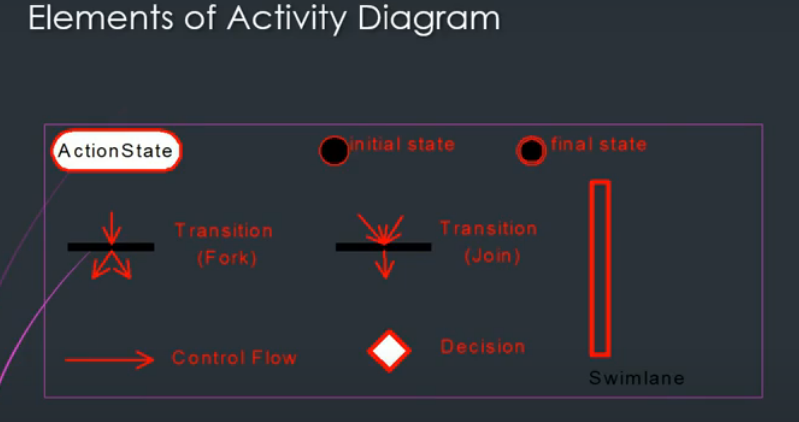 Elements of Activity Diagram
ActionState
initial state
final state
Transition
(Fork)
Transition
(Join)
Control Flow
Decision
Swimlane